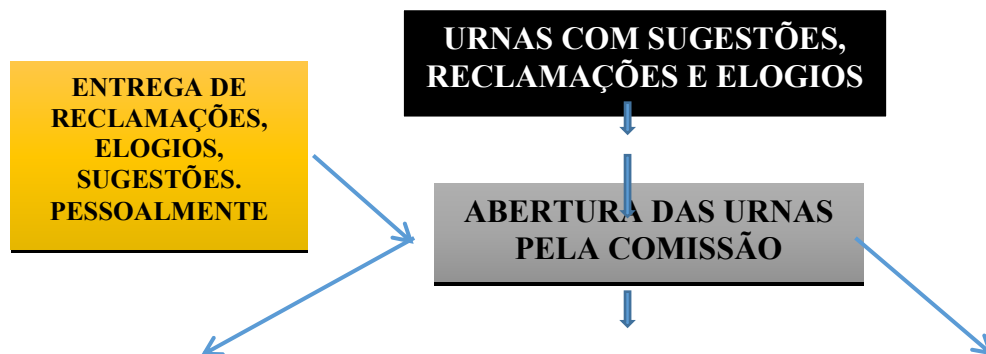 URNAS COM SUGESTÕES,
RECLAMAÇÕES E ELOGIOS
ENTREGA DE
RECLAMAÇÕES,
ELOGIOS,
SUGESTÕES.
PESSOALMENTE
ABERTURA DAS URNAS
PELA COMISSÃO